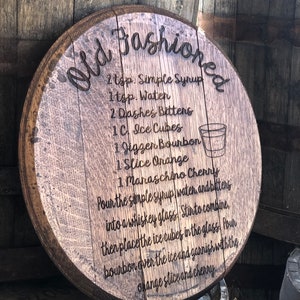 Old Fashioned
2 tsp. Simple Syrup
1 tsp. Water
2 Dashes Bitters
1 C. Ice Cubes
1 Jigger Bourbon
1 Slice Orange
1 Maraschino Cherry
Pour the simple syrup, water, and bitters
into a whiskey glass. Stir to combine,
then place the ice cubes in the glass. Pour
bourbon over the ice and garnish with the
orange slice and cherry.